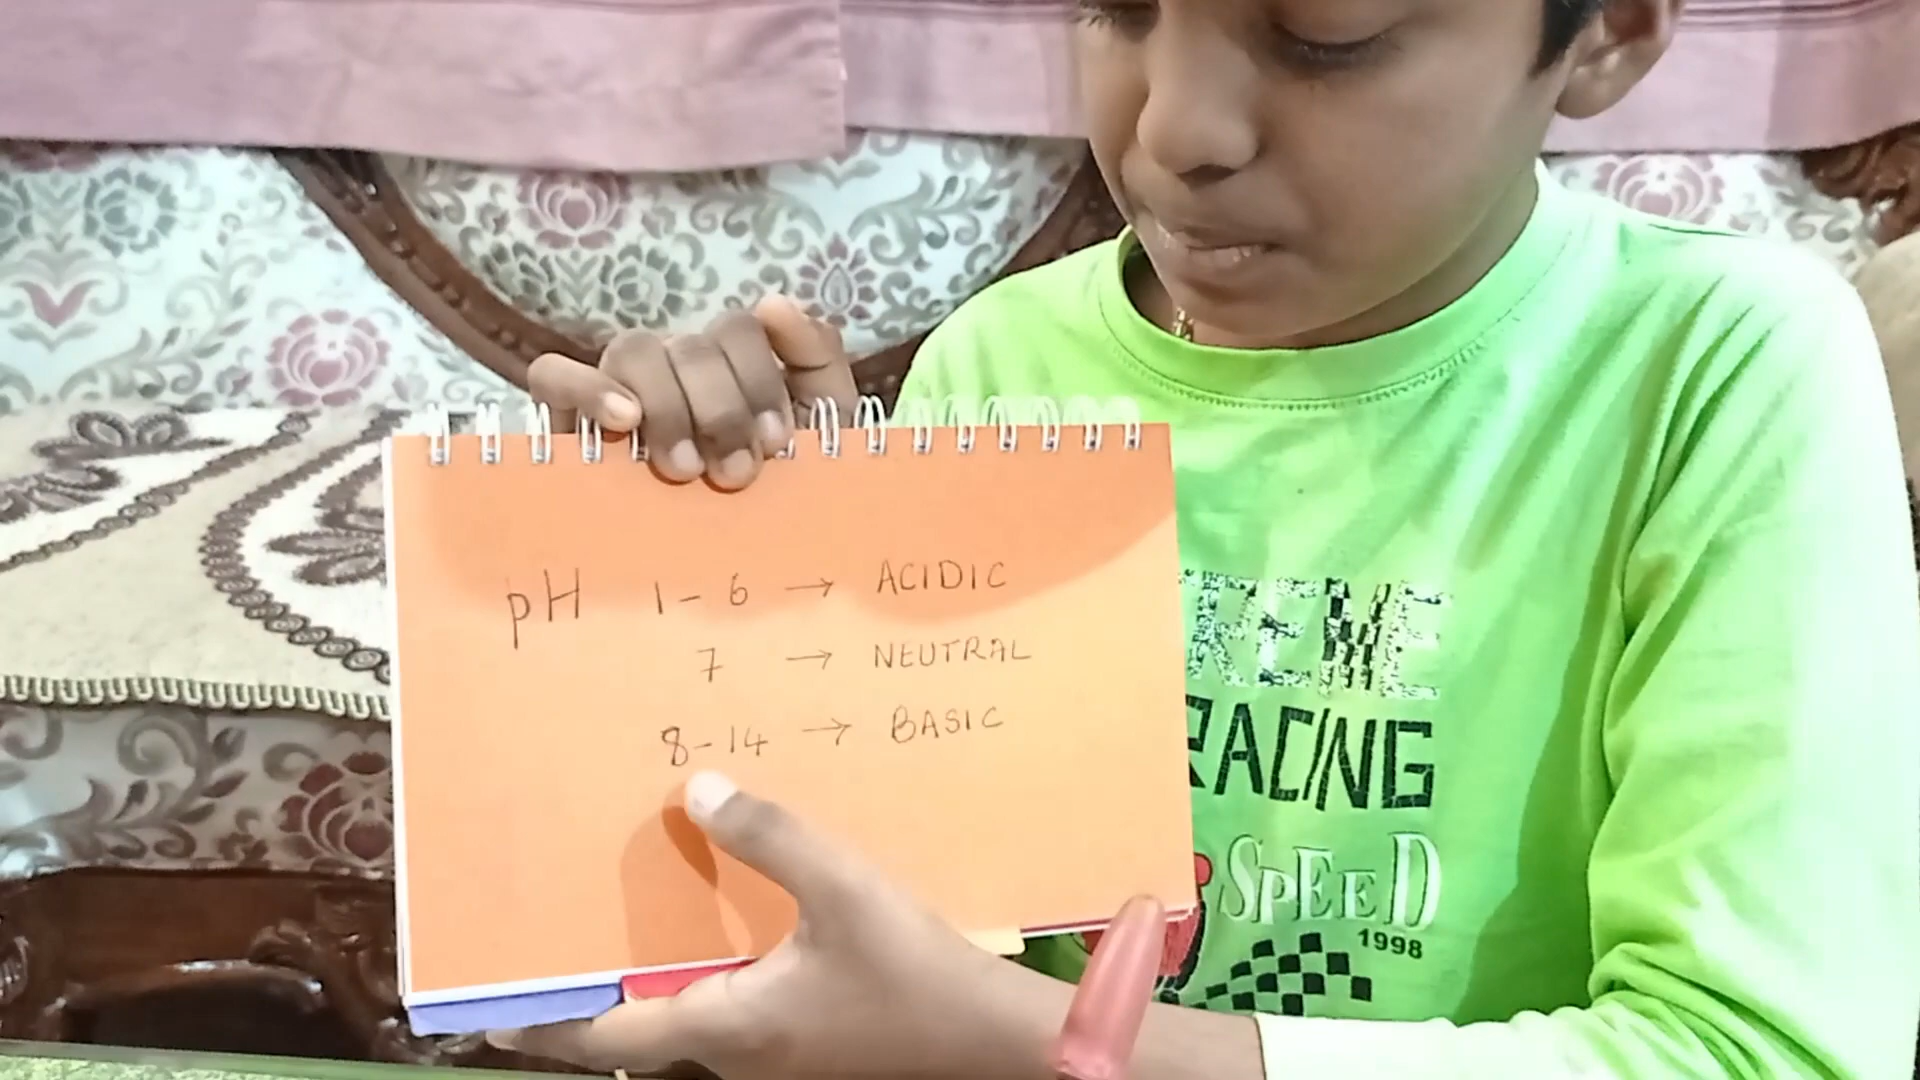 pH 1 - 6 → ACIDIC
7 → NEUTRAL
8 - 14 → BASIC
RACING
SPEED
1998